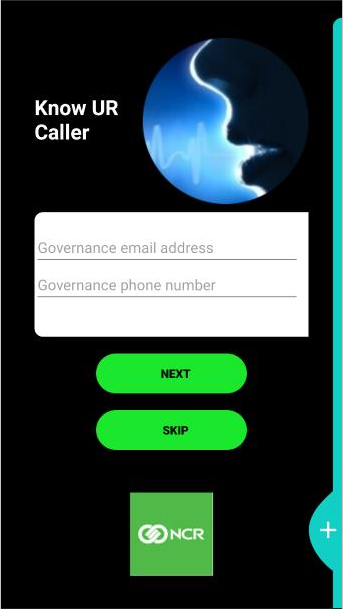 Know UR
Caller
Governance email address
Governance phone number
NEXT
SKIP
NCR
+